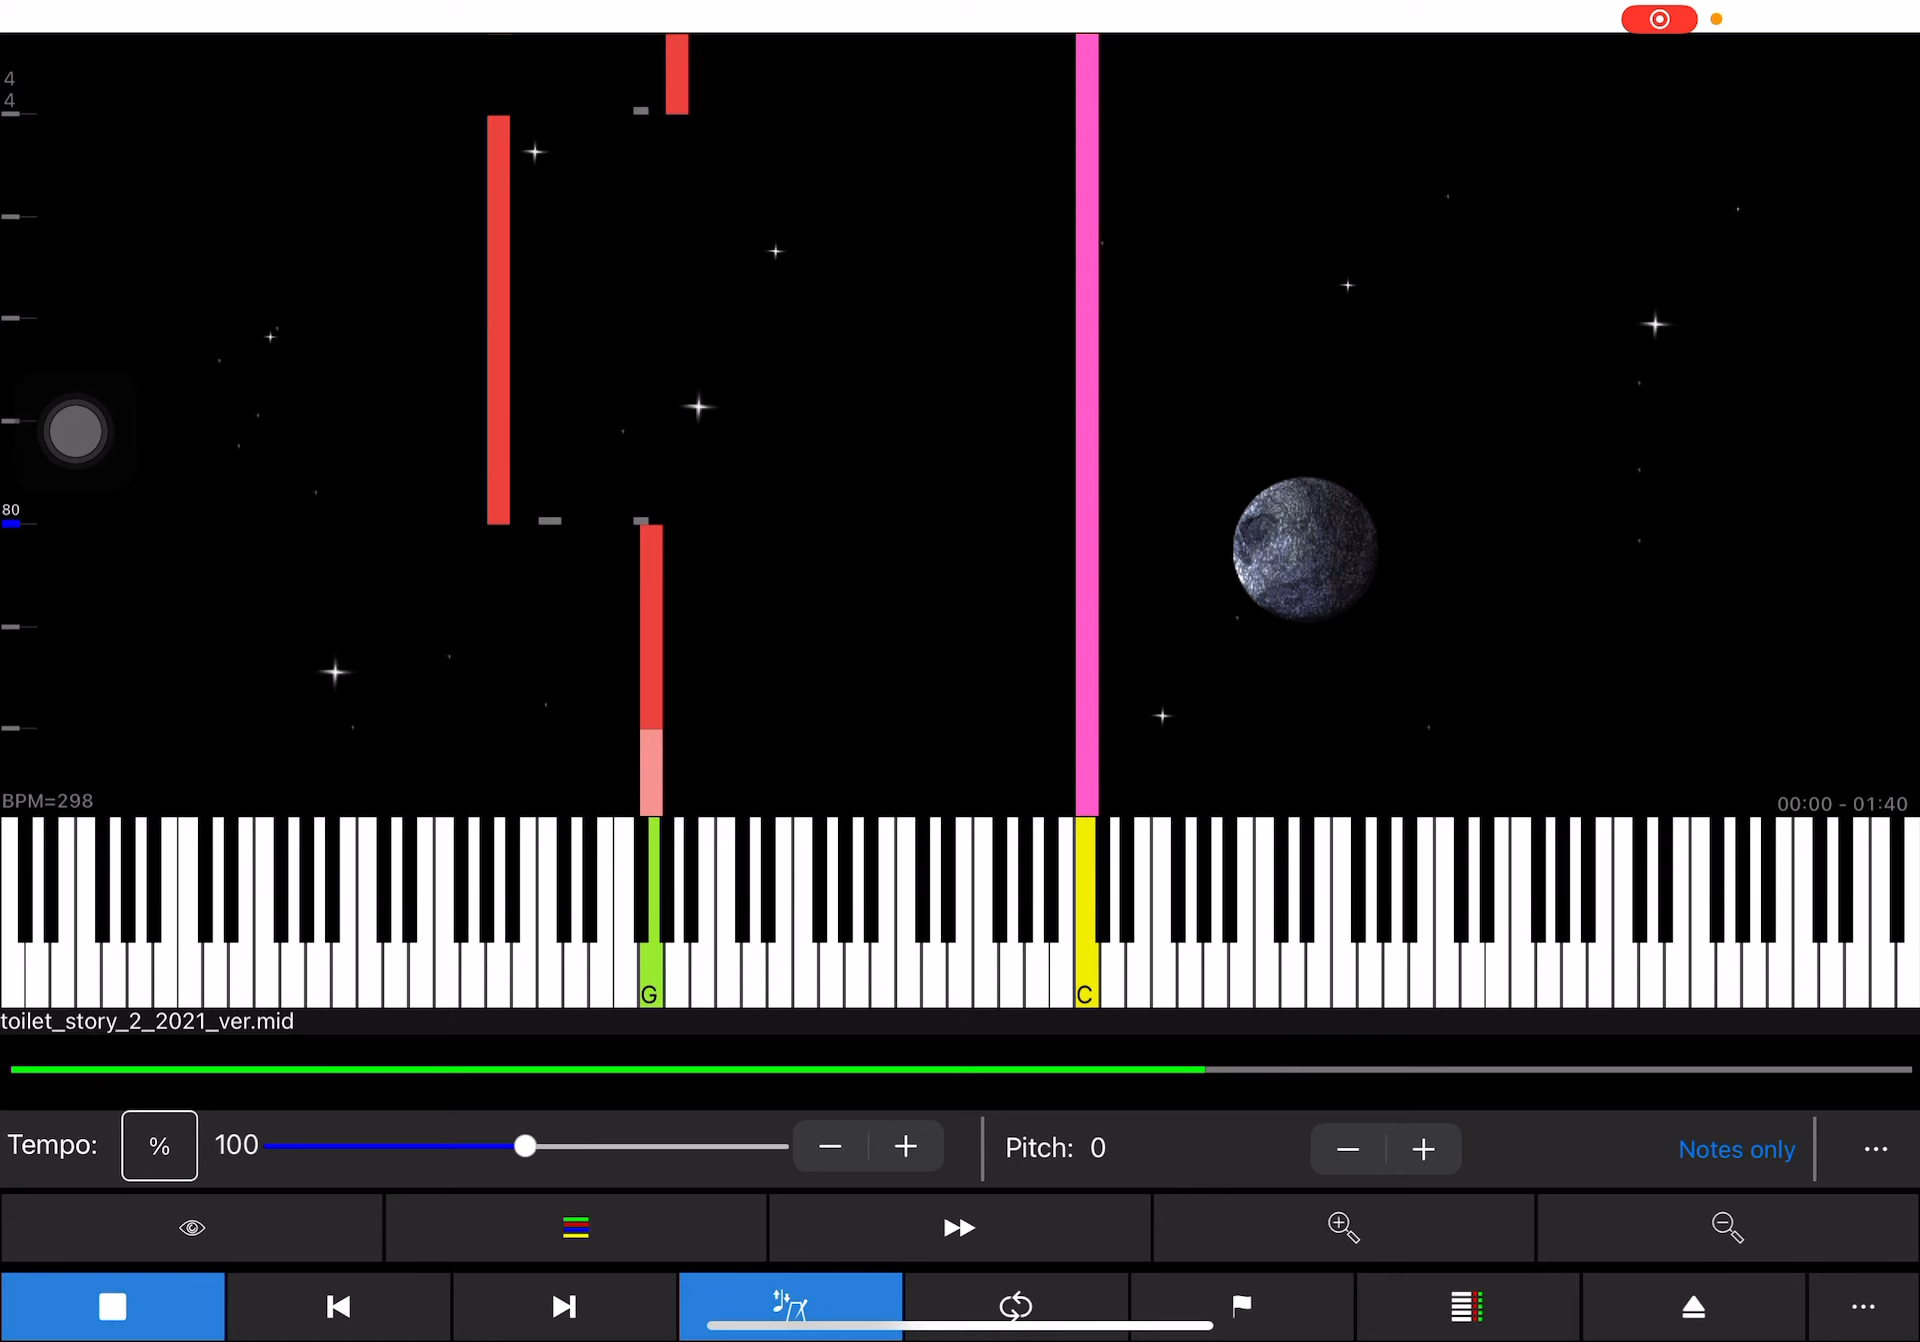 4
4
80
BPM=298
00:00 - 01:40
G
C
toilet_story_2_2021_ver.mid
Tempo: % 100 Pitch: 0 Notes only